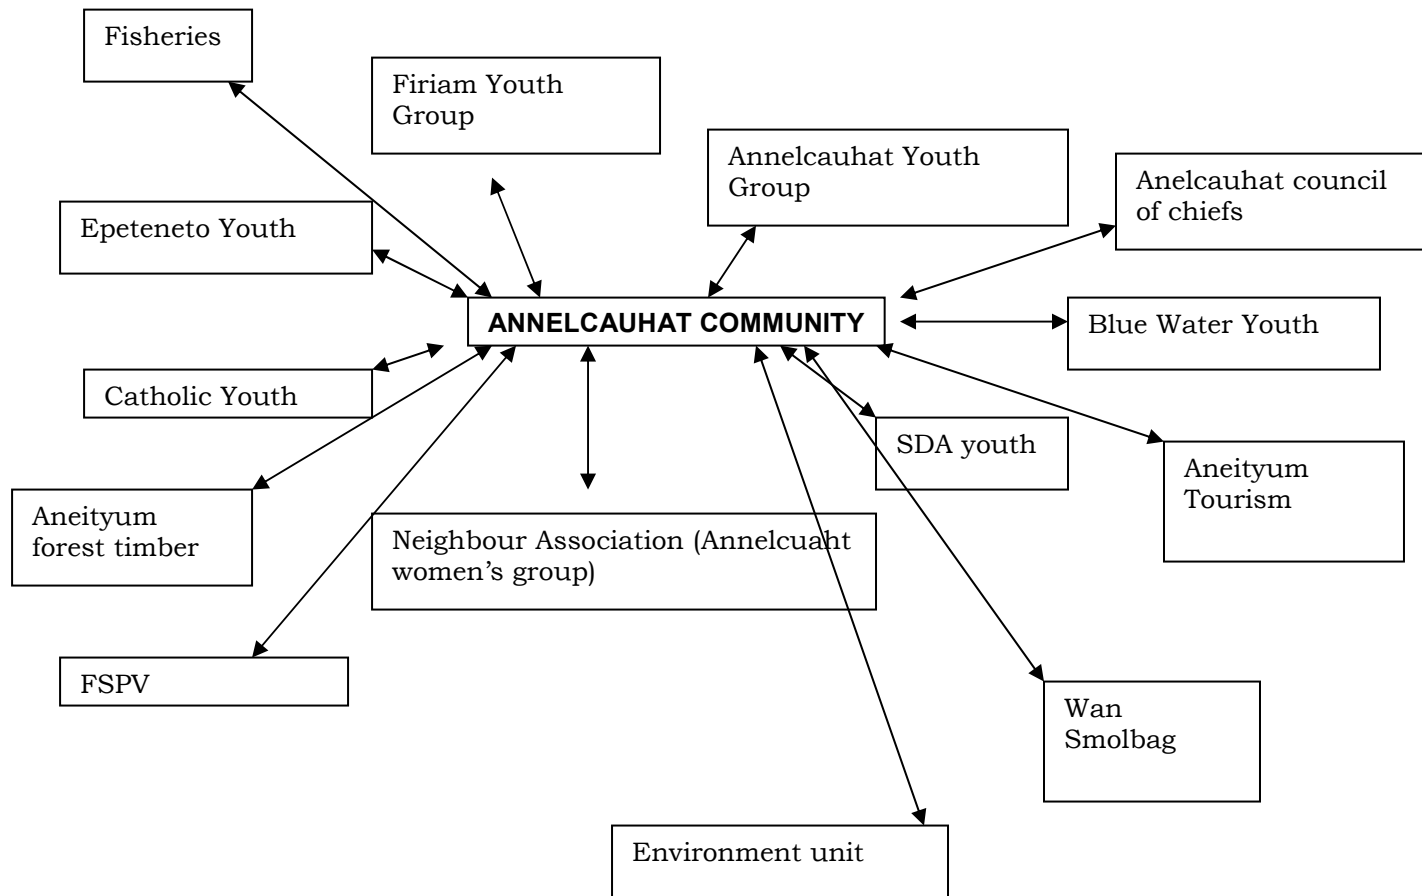 Fisheries
Firiam Youth
Group
Annelcauhat Youth
Group
Anelcauhat council
of chiefs
Epeteneto Youth
ANNELCAUHAT COMMUNITY
Blue Water Youth
Catholic Youth
SDA youth
Aneityum
Tourism
Aneityum
forest timber
Neighbour Association (Annelcuaht
women’s group)
FSPV
Wan
Smolbag
Environment unit